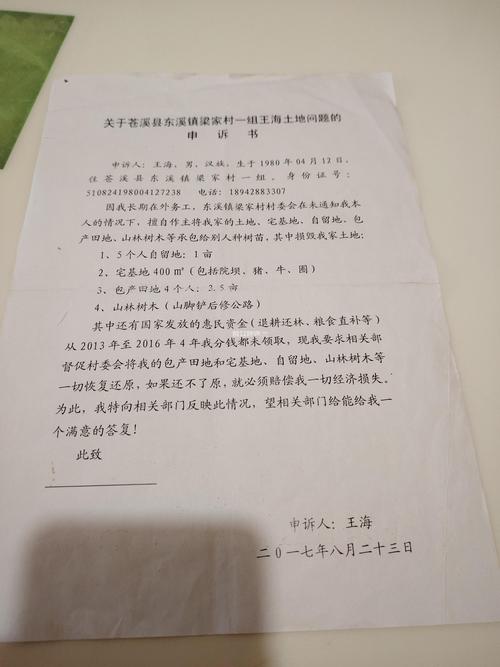 关于苍溪县东溪镇梁家村一组王海土地问题的
申 诉 书
申诉人：王海，男，汉族，生于1980年04月12日，
住苍溪县东溪镇梁家村一组。身份证号：
510824198004127238 电话：18942883307
因我长期在外务工，东溪镇梁家村村委会在未通知我本
人的情况下，擅自作主将我家的土地、宅基地、自留地、包
产田地、山林树木等承包给别人种树苗，其中损毁我家土地：
1、5个人自留地：1亩
2、宅基地400㎡（包括院坝、猪、牛、圈）
3、包产田地4个人：2.5亩
4、山林树木（山脚铲后修公路）
其中还有国家发放的惠民资金（退耕还林、粮食直补等）
从2013年至2016年4年我分钱都未领取，现我要求相关部
督促村委会将我的包产田地和宅基地、自留地、山林树木等
一切恢复还原，如果还不了原，就必须赔偿我一切经济损失。
为此，我特向相关部门反映此情况，望相关部门给能给我一
个满意的答复！
此致
申诉人：王海
二〇一七年八月二十三日